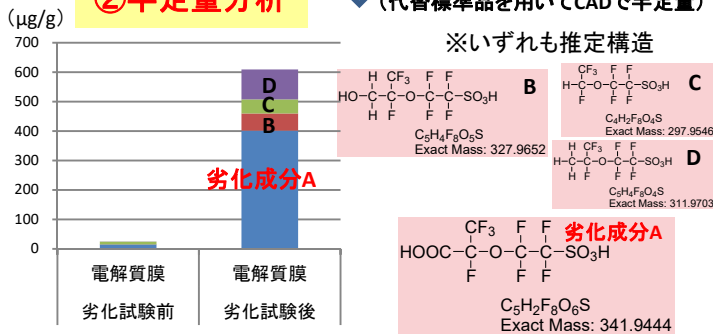 ②半定量分析
◆（代替標準品を用いてCADで半定量）
(μg/g)
※いずれも推定構造
700
600
500
400
300
200
100
0
D
C
B
劣化成分A
電解質膜
劣化試験前
電解質膜
劣化試験後
B
H CF₃ F F
HO-C-C-O-C-C-SO₃H
H F F F
C₅H₄F₈O₅S
Exact Mass: 327.9652
C
CF₃ F F
H-C-O-C-C-SO₃H
F F F
C₄H₂F₈O₄S
Exact Mass: 297.9546
D
H CF₃ F F
H-C-C-O-C-C-SO₃H
H F F F
C₅H₄F₈O₄S
Exact Mass: 311.9703
劣化成分A
CF₃ F F
HOOC-C-O-C-C-SO₃H
F F F
C₅H₂F₈O₆S
Exact Mass: 341.9444